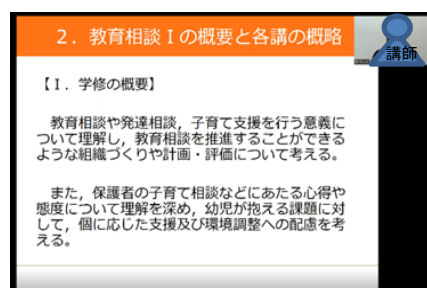 2．教育相談Ⅰの概要と各講の概略
講師
【Ⅰ．学修の概要】
教育相談や発達相談，子育て支援を行う意義に
ついて理解し，教育相談を推進することができる
ような組織づくりや計画・評価について考える。
また，保護者の子育て相談などにあたる心得や
態度について理解を深め，幼児が抱える課題に対
して，個に応じた支援及び環境調整への配慮を考
える。